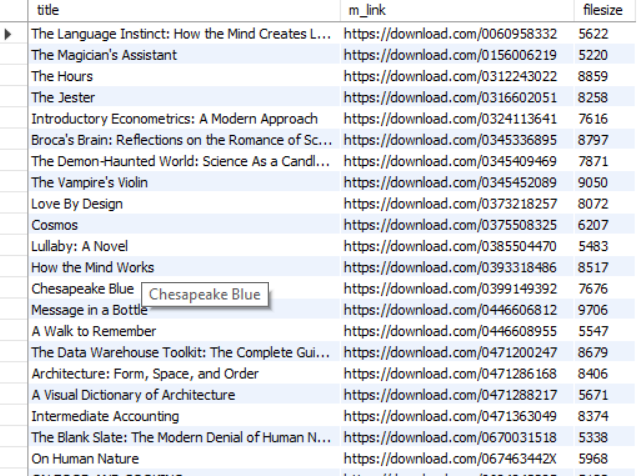 title m_link filesize
The Language Instinct: How the Mind Creates L... https://download.com/0060958332 5622
The Magician's Assistant https://download.com/0156006219 5220
The Hours https://download.com/0312243022 8859
The Jester https://download.com/0316602051 8258
Introductory Econometrics: A Modern Approach https://download.com/0324113641 7616
Broca's Brain: Reflections on the Romance of Sc... https://download.com/0345336895 8797
The Demon-Haunted World: Science As a Candl... https://download.com/0345409469 7871
The Vampire's Violin https://download.com/0345452089 9050
Love By Design https://download.com/0373218257 8072
Cosmos https://download.com/0375508325 6207
Lullaby: A Novel https://download.com/0385504470 5483
How the Mind Works https://download.com/0393318486 8517
Chesapeake Blue Chesapeake Blue https://download.com/0399149392 7676
Message in a Bottle https://download.com/0446606812 9706
A Walk to Remember https://download.com/0446608955 5547
The Data Warehouse Toolkit: The Complete Gui... https://download.com/0471200247 8679
Architecture: Form, Space, and Order https://download.com/0471286168 8406
A Visual Dictionary of Architecture https://download.com/0471288217 5671
Intermediate Accounting https://download.com/0471363049 8374
The Blank Slate: The Modern Denial of Human N... https://download.com/0670031518 5338
On Human Nature https://download.com/067463442X 5968